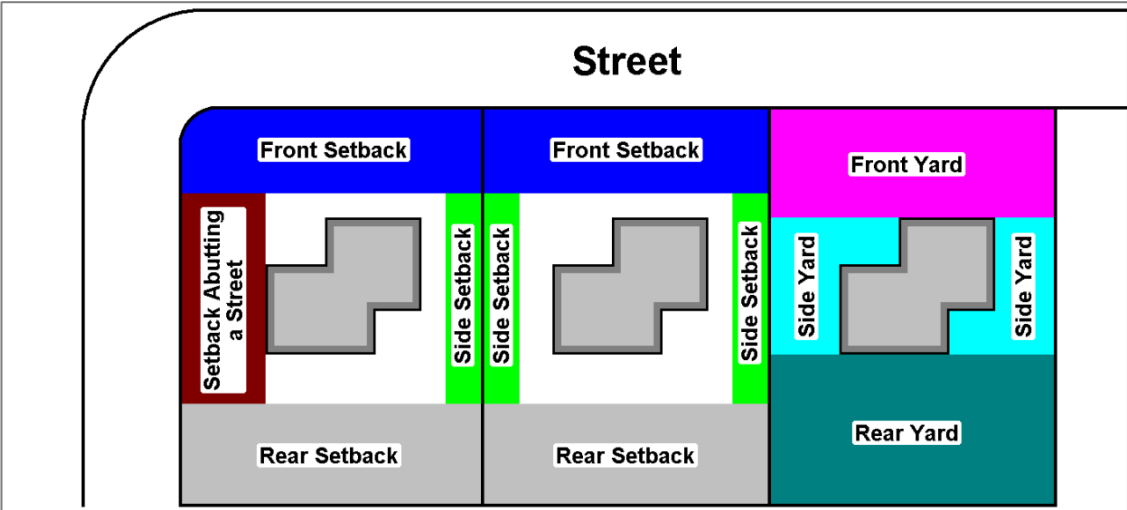 Street
Front Setback
Front Setback
Front Yard
Setback Abutting
a Street
Side Setback
Side Setback
Side Setback
Side Yard
Side Yard
Rear Setback
Rear Setback
Rear Yard